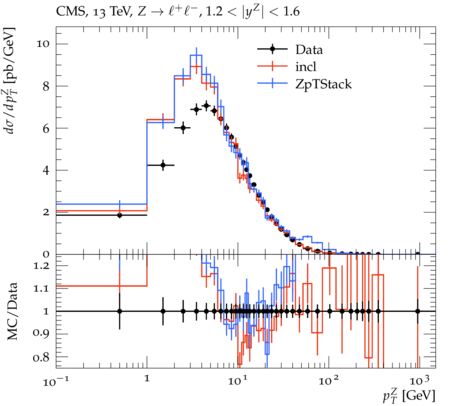 CMS, 13 TeV, Z → ℓ⁺ℓ⁻, 1.2 < |y^Z| < 1.6
dσ/dp_T^Z [pb/GeV]
10
8
6
4
2
0
Data
incl
ZpTStack
MC/Data
1.2
1.1
1
0.9
0.8
10⁻¹ 1 10¹ 10² 10³
p_T^Z [GeV]